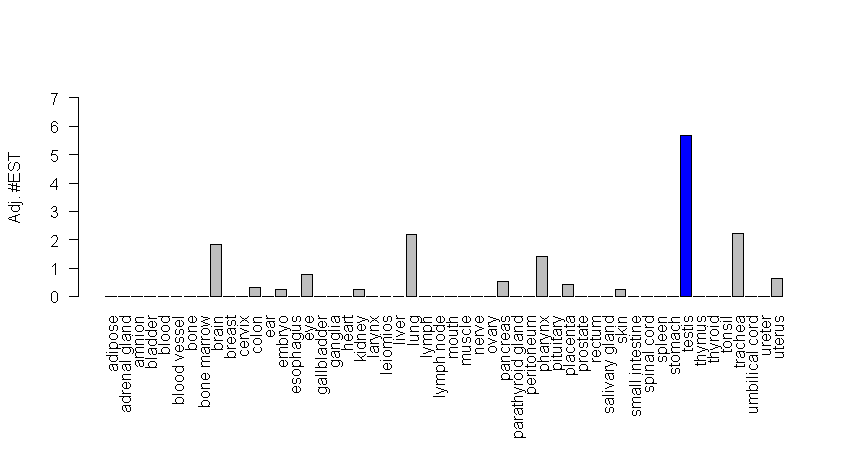 Adj. #EST
7
6
5
4
3
2
1
0
adipose
adrenal gland
amnion
bladder
blood
blood vessel
bone
bone marrow
brain
breast
cervix
colon
ear
embryo
esophagus
eye
gallbladder
ganglia
heart
kidney
larynx
leiomios
liver
lung
lymph
lymph node
mouth
muscle
nerve
ovary
pancreas
parathyroid gland
peritoneum
pharynx
pituitary
placenta
prostate
rectum
salivary gland
skin
small intestine
spinal cord
spleen
stomach
testis
thymus
thyroid
tonsil
trachea
umbilical cord
ureter
uterus